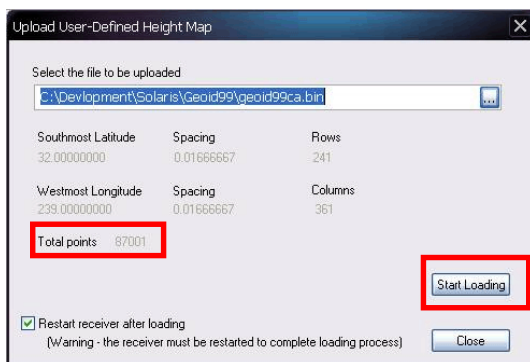 Upload User-Defined Height Map
Select the file to be uploaded
C:\Devlopment\Solaris\Geoid99\geoid99ca.bin
...
Southmost Latitude Spacing Rows
32.00000000 0.01666667 241
Westmost Longitude Spacing Columns
239.00000000 0.01666667 361
Total points 87001
Start Loading
Restart receiver after loading
(Warning - the receiver must be restarted to complete loading process)
Close